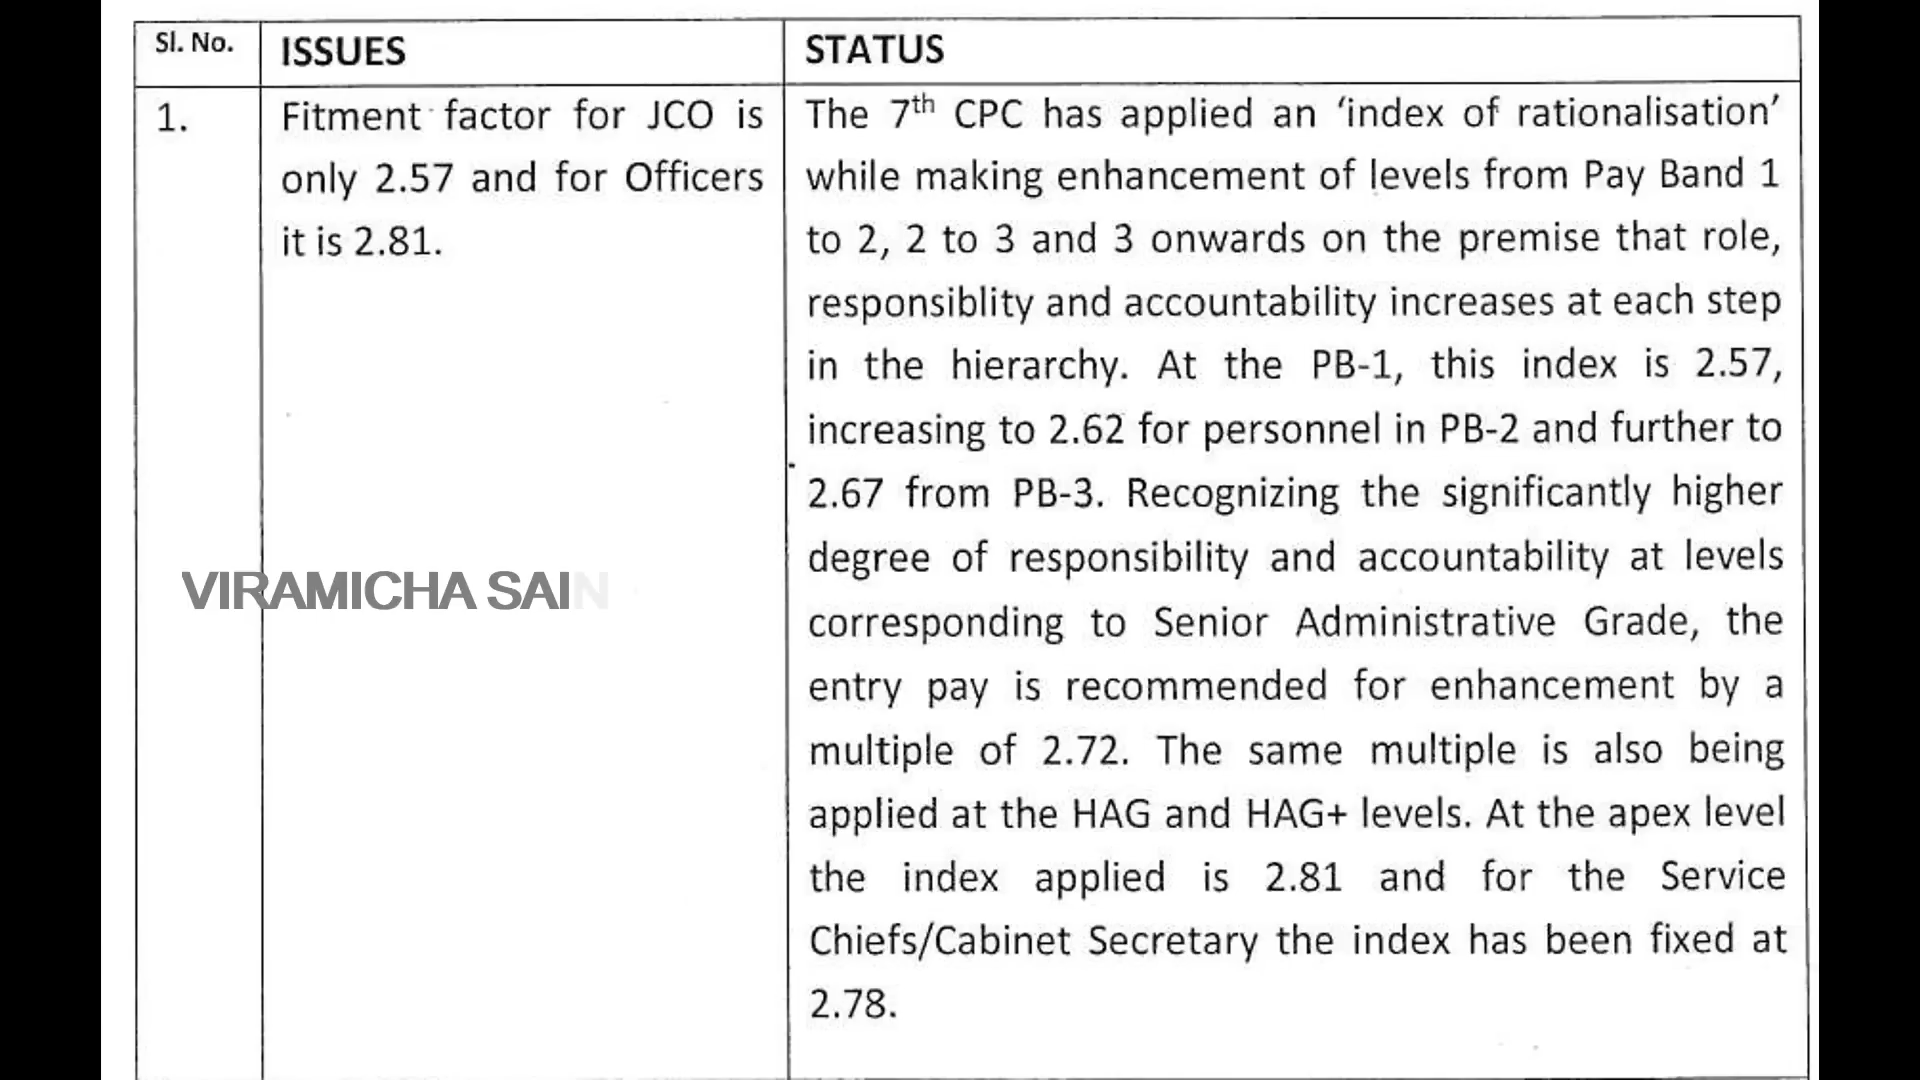 Sl. No.
ISSUES
STATUS
1.
Fitment factor for JCO is
only 2.57 and for Officers
it is 2.81.
The 7th CPC has applied an ‘index of rationalisation’
while making enhancement of levels from Pay Band 1
to 2, 2 to 3 and 3 onwards on the premise that role,
responsiblity and accountability increases at each step
in the hierarchy. At the PB-1, this index is 2.57,
increasing to 2.62 for personnel in PB-2 and further to
2.67 from PB-3. Recognizing the significantly higher
degree of responsibility and accountability at levels
corresponding to Senior Administrative Grade, the
entry pay is recommended for enhancement by a
multiple of 2.72. The same multiple is also being
applied at the HAG and HAG+ levels. At the apex level
the index applied is 2.81 and for the Service
Chiefs/Cabinet Secretary the index has been fixed at
2.78.
VIRAMICHA SAIN